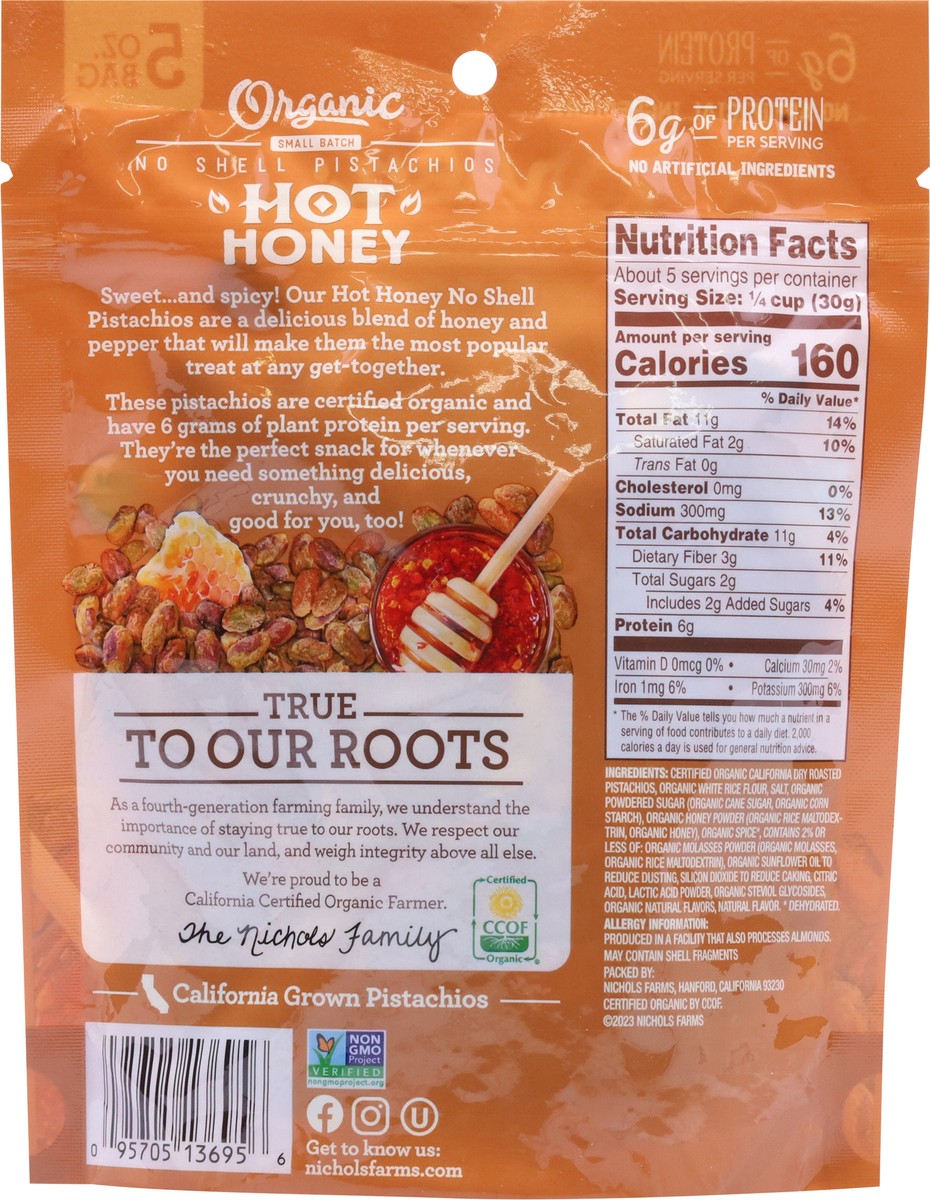 Organic
SMALL BATCH
NO SHELL PISTACHIOS
HOT
HONEY
6g OF PROTEIN
PER SERVING
NO ARTIFICIAL INGREDIENTS
Sweet...and spicy! Our Hot Honey No Shell
Pistachios are a delicious blend of honey and
pepper that will make them the most popular
treat at any get-together.
These pistachios are certified organic and
have 6 grams of plant protein per serving.
They're the perfect snack for whenever
you need something delicious,
crunchy, and
good for you, too!
TRUE
TO OUR ROOTS
As a fourth-generation farming family, we understand the
importance of staying true to our roots. We respect our
community and our land, and weigh integrity above all else.
We're proud to be a
California Certified Organic Farmer.
The Nichols Family
Certified
CCOF
Organic
California Grown Pistachios
0 95705 13695 6
NON
GMO
Project
VERIFIED
nongmoproject.org
U
Get to know us:
nicholsfarms.com
Nutrition Facts
About 5 servings per container
Serving Size: ¼ cup (30g)
Amount per serving
Calories 160
% Daily Value*
Total Fat 11g 14%
Saturated Fat 2g 10%
Trans Fat 0g
Cholesterol 0mg 0%
Sodium 300mg 13%
Total Carbohydrate 11g 4%
Dietary Fiber 3g 11%
Total Sugars 2g
Includes 2g Added Sugars 4%
Protein 6g
Vitamin D 0mcg 0% • Calcium 30mg 2%
Iron 1mg 6% • Potassium 300mg 6%
* The % Daily Value tells you how much a nutrient in a
serving of food contributes to a daily diet. 2,000
calories a day is used for general nutrition advice.
INGREDIENTS: CERTIFIED ORGANIC CALIFORNIA DRY ROASTED
PISTACHIOS, ORGANIC WHITE RICE FLOUR, SALT, ORGANIC
POWDERED SUGAR (ORGANIC CANE SUGAR, ORGANIC CORN
STARCH), ORGANIC HONEY POWDER (ORGANIC RICE MALTODEX-
TRIN, ORGANIC HONEY), ORGANIC SPICE*, CONTAINS 2% OR
LESS OF: ORGANIC MOLASSES POWDER (ORGANIC MOLASSES,
ORGANIC RICE MALTODEXTRIN), ORGANIC SUNFLOWER OIL TO
REDUCE DUSTING, SILICON DIOXIDE TO REDUCE CAKING, CITRIC
ACID, LACTIC ACID POWDER, ORGANIC STEVIOL GLYCOSIDES,
ORGANIC NATURAL FLAVORS, NATURAL FLAVOR. * DEHYDRATED.
ALLERGY INFORMATION:
PRODUCED IN A FACILITY THAT ALSO PROCESSES ALMONDS.
MAY CONTAIN SHELL FRAGMENTS
PACKED BY:
NICHOLS FARMS, HANFORD, CALIFORNIA 93230
CERTIFIED ORGANIC BY CCOF.
©2023 NICHOLS FARMS